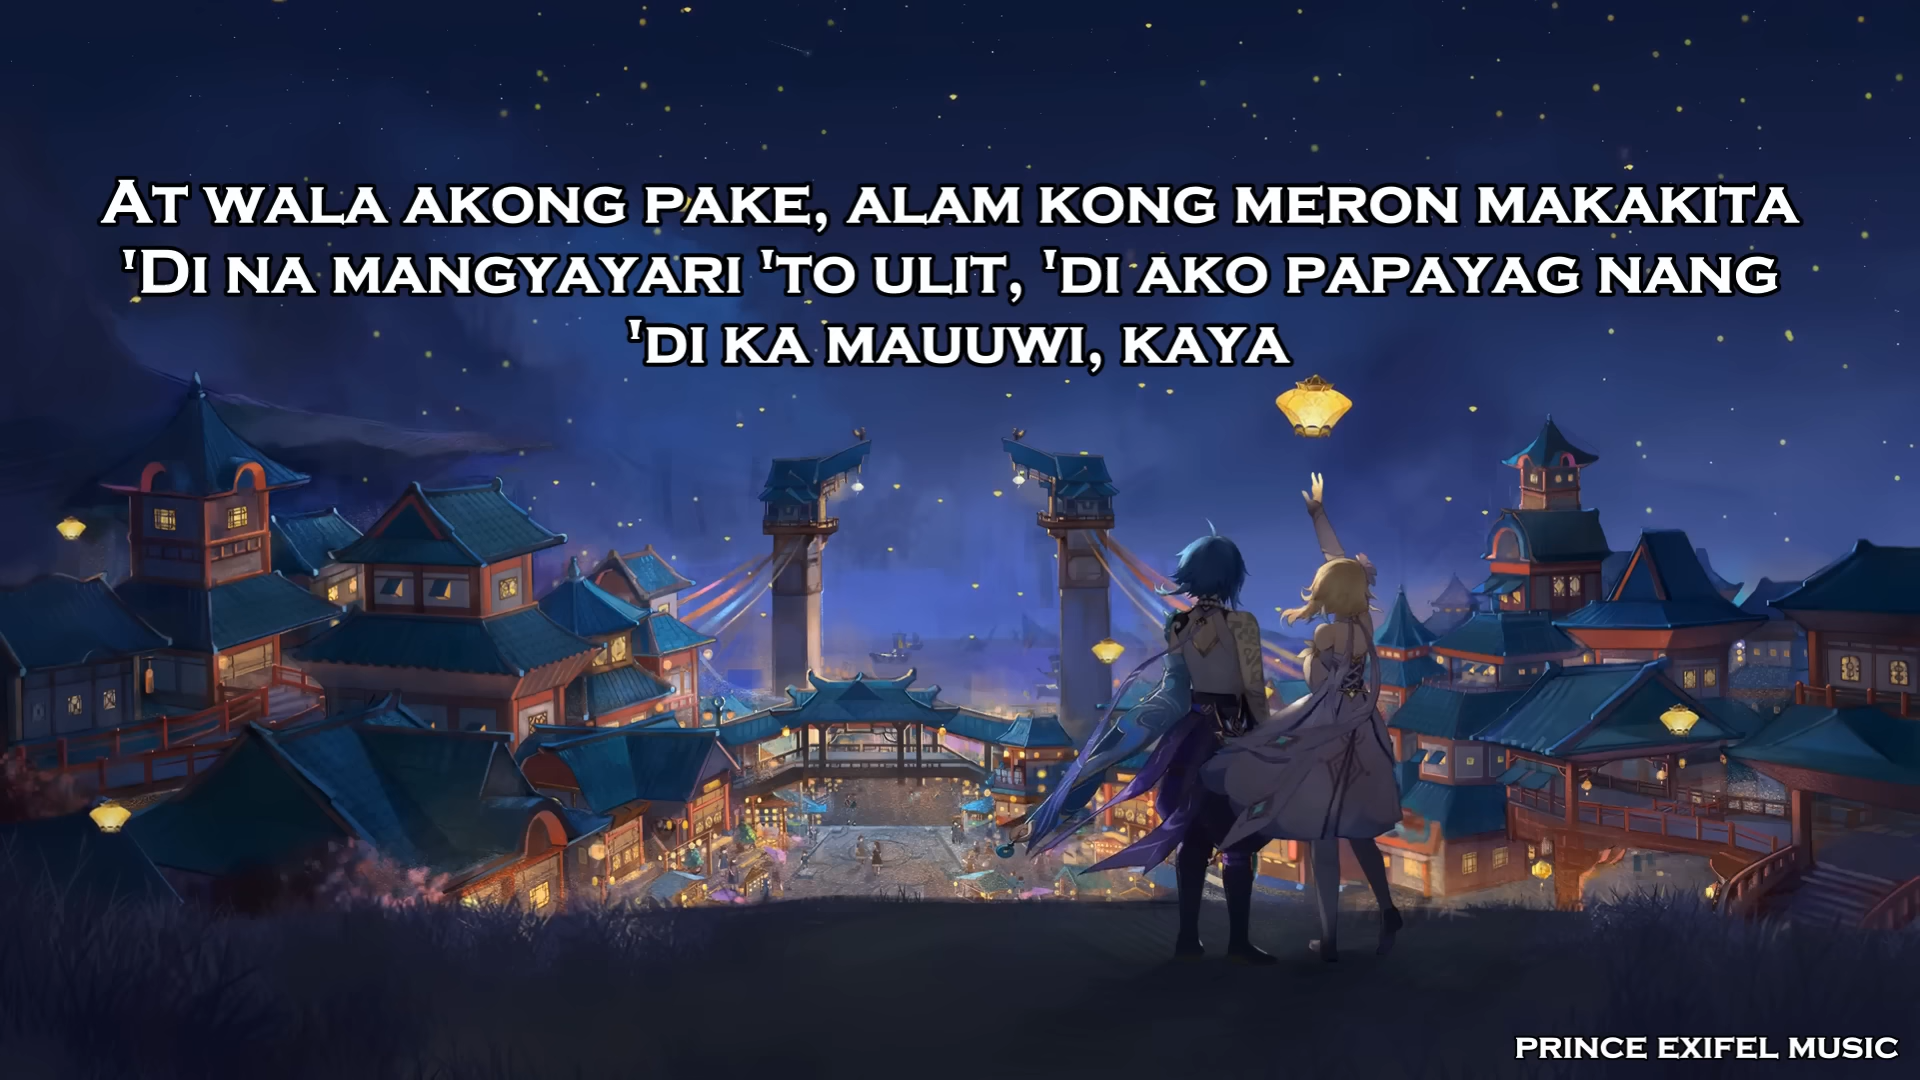 At wala akong pake, alam kong meron makakita
'Di na mangyayari 'to ulit, 'di ako papayag nang
'di ka mauuwi, kaya
PRINCE EXIFEL MUSIC